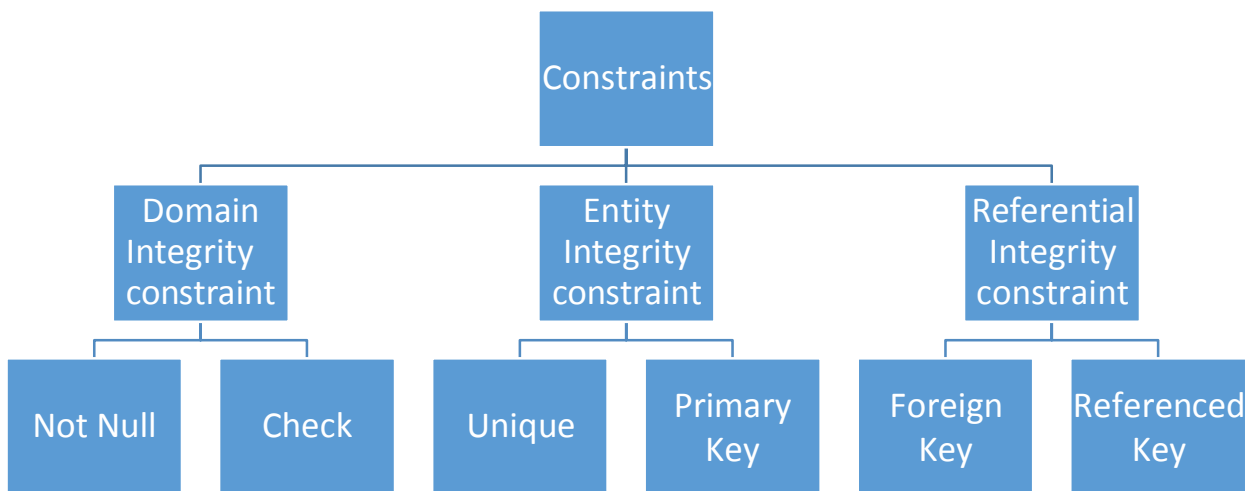 Constraints
Domain
Integrity
constraint
Entity
Integrity
constraint
Referential
Integrity
constraint
Not Null
Check
Unique
Primary
Key
Foreign
Key
Referenced
Key